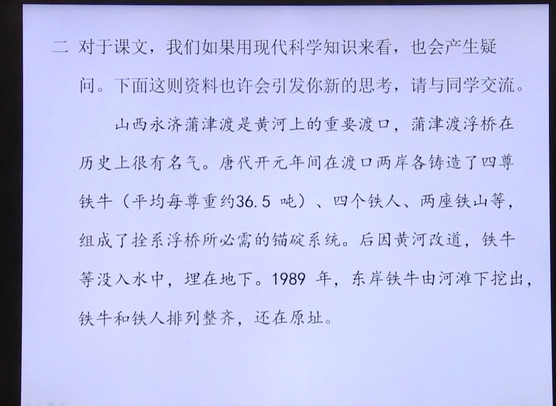 二 对于课文，我们如果用现代科学知识来看，也会产生疑
问。下面这则资料也许会引发你新的思考，请与同学交流。
山西永济蒲津渡是黄河上的重要渡口，蒲津渡浮桥在
历史上很有名气。唐代开元年间在渡口两岸各铸造了四尊
铁牛（平均每尊重约36.5 吨）、四个铁人、两座铁山等，
组成了拴系浮桥所必需的锚碇系统。后因黄河改道，铁牛
等没入水中，埋在地下。1989 年，东岸铁牛由河滩下挖出，
铁牛和铁人排列整齐，还在原址。